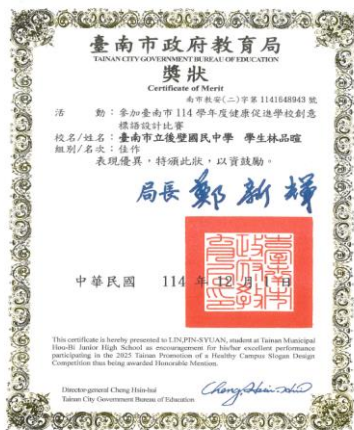 臺南市政府教育局
TAINAN CITY GOVERNMENT BUREAU OF EDUCATION
獎狀
Certificate of Merit
南市教安(二)字第 1141648943 號
活　　動：參加臺南市 114 學年度健康促進學校創意
標語設計比賽
校名/姓名：臺南市立後壁國民中學　學生林品暄
組別/名次：佳作
表現優異，特頒此狀，以資鼓勵。
局長 鄭新輝
中華民國　114 年 12 月 1 日
This certificate is hereby presented to LIN,PIN-SYUAN, student at Tainan Municipal
Hou-Bi Junior High School as encouragement for his/her excellent performance
participating in the 2025 Tainan Promotion of a Healthy Campus Slogan Design
Competition thus being awarded Honorable Mention.
Director-general Cheng Hsin-hui
Tainan City Government Bureau of Education
Cheng, Hsin-hui